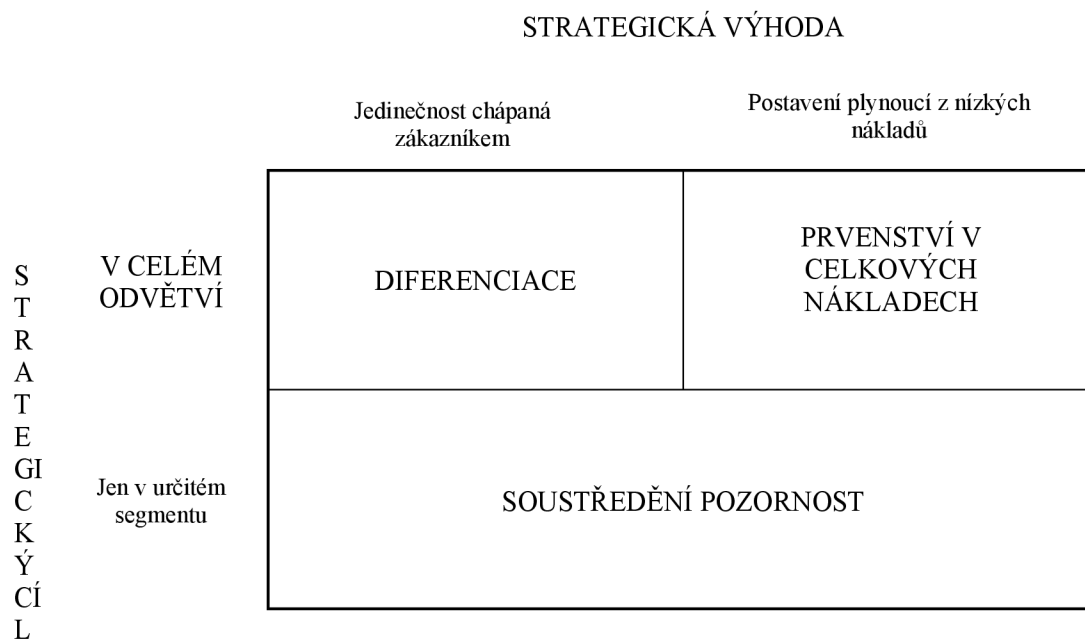 STRATEGICKÁ VÝHODA
Jedinečnost chápaná
zákazníkem
Postavení plynoucí z nízkých
nákladů
S
T
R
A
T
E
GI
C
K
Ý
CÍ
L
V CELÉM
ODVĚTVÍ
DIFERENCIACE
PRVENSTVÍ V
CELKOVÝCH
NÁKLADECH
Jen v určitém
segmentu
SOUSTŘEDĚNÍ POZORNOST